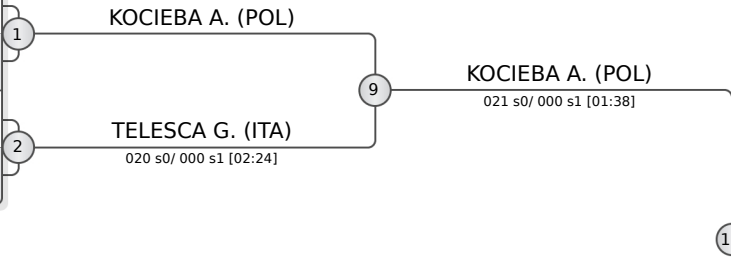 KOCIEBA A. (POL)
1
9
KOCIEBA A. (POL)
021 s0/ 000 s1 [01:38]
TELESCA G. (ITA)
2
020 s0/ 000 s1 [02:24]